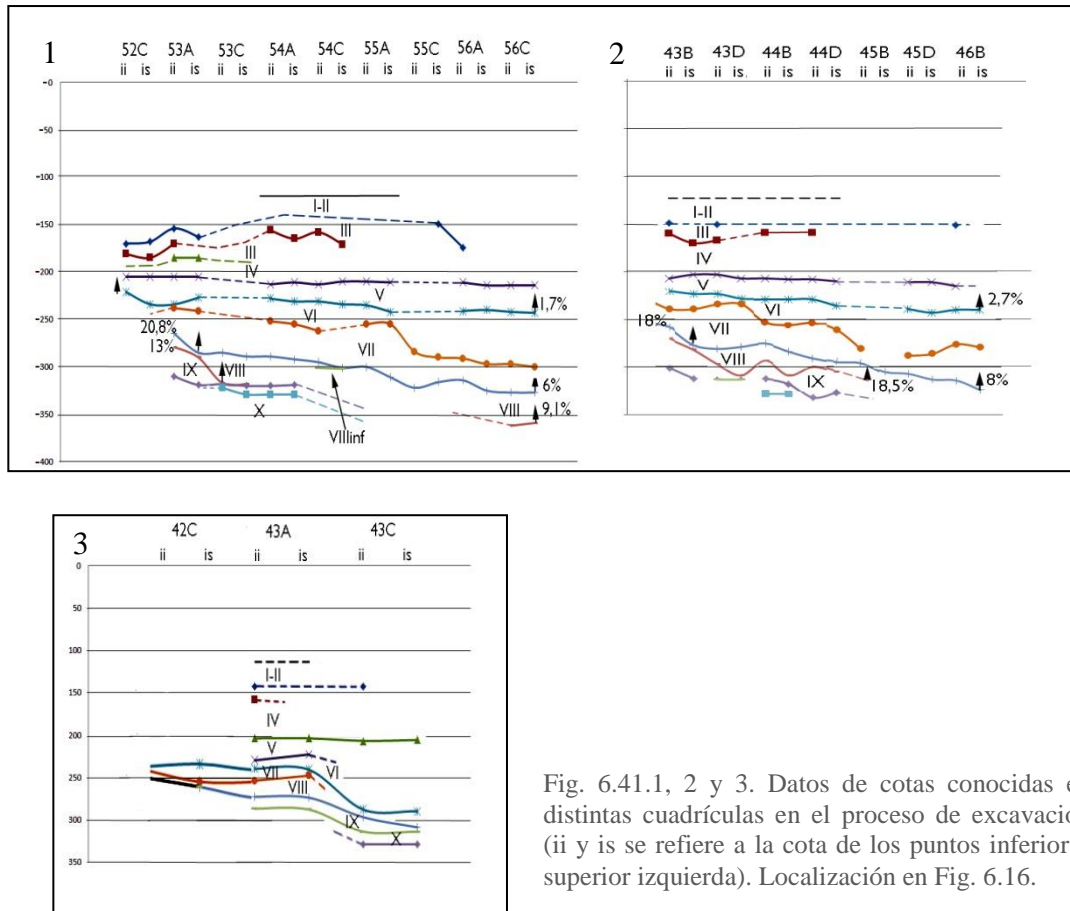 1
52C 53A 53C 54A 54C 55A 55C 56A 56C
ii is ii is ii is ii is ii is ii is ii is ii is ii is
-0
-50
-100
I-II
-150
III
III
IV
-200
V
1,7%
-250
VI
20,8%
VII
13%
-300
IX
VIII
6%
-350
X
VIII
9,1%
VIIIinf
-400
2
43B 43D 44B 44D 45B 45D 46B
ii is ii is. ii is ii is ii is ii is ii is
I-II
III
IV
V
2,7%
VI
18%
VII
VIII
IX
18,5%
8%
3
42C 43A 43C
ii is ii is ii is
0
50
100
I-II
150
IV
200
V
VI
VII
250
VIII
300
IX
X
350
Fig. 6.41.1, 2 y 3. Datos de cotas conocidas e
distintas cuadrículas en el proceso de excavació
(ii y is se refiere a la cota de los puntos inferior
superior izquierda). Localización en Fig. 6.16.